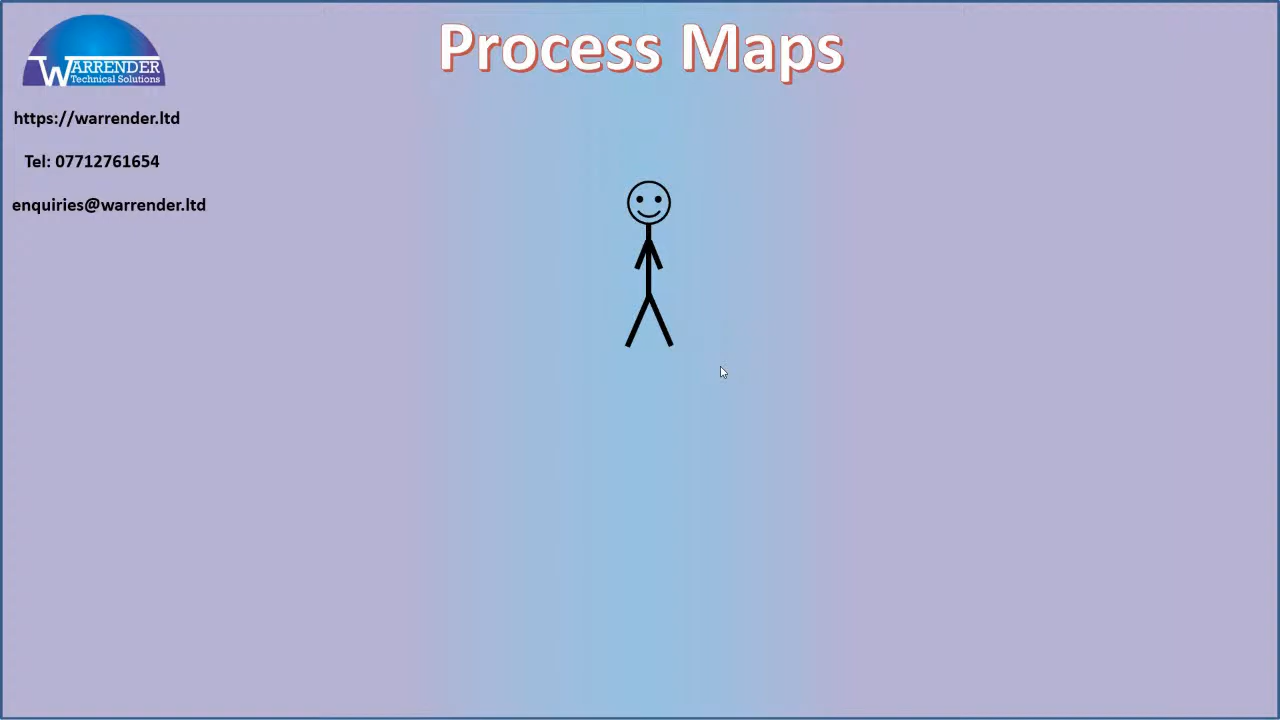 Process Maps
WARRENDER
Technical Solutions
https://warrender.ltd
Tel: 07712761654
enquiries@warrender.ltd